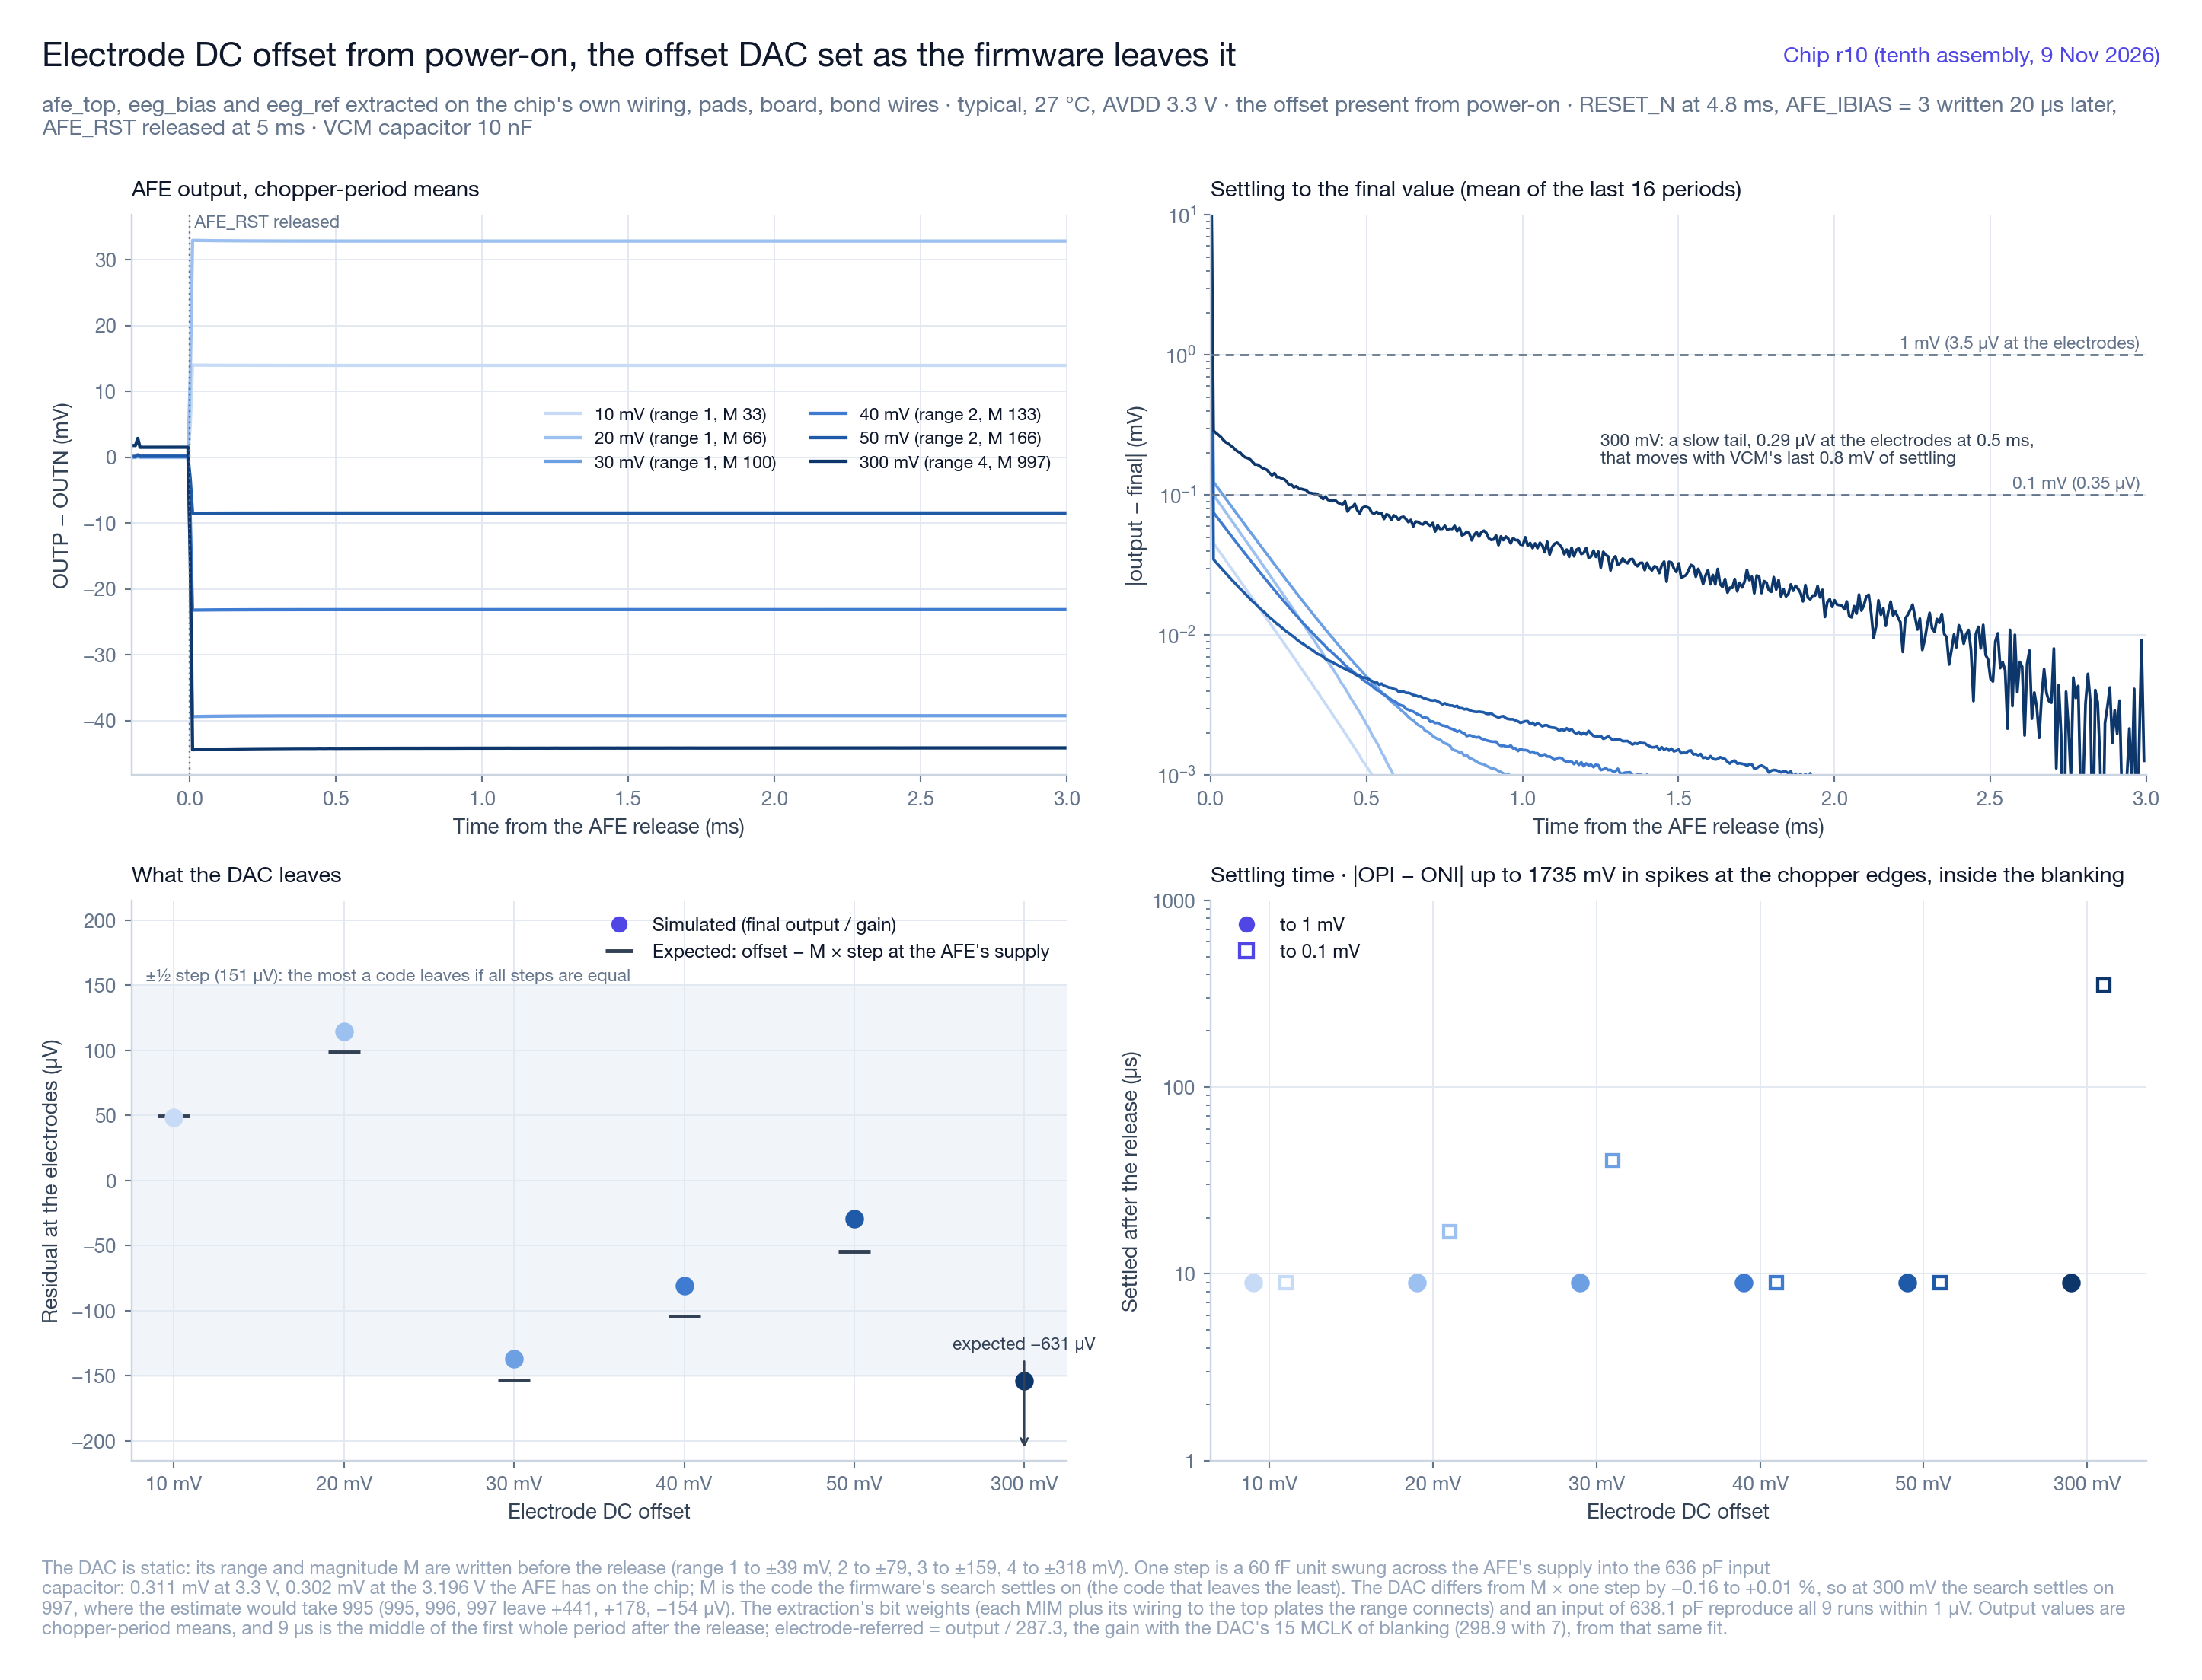 Electrode DC offset from power-on, the offset DAC set as the firmware leaves it
Chip r10 (tenth assembly, 9 Nov 2026)
afe_top, eeg_bias and eeg_ref extracted on the chip's own wiring, pads, board, bond wires · typical, 27 °C, AVDD 3.3 V · the offset present from power-on · RESET_N at 4.8 ms, AFE_IBIAS = 3 written 20 µs later,
AFE_RST released at 5 ms · VCM capacitor 10 nF
AFE output, chopper-period means
AFE_RST released
30
20
10
0
−10
−20
−30
−40
OUTP − OUTN (mV)
10 mV (range 1, M 33)
20 mV (range 1, M 66)
30 mV (range 1, M 100)
40 mV (range 2, M 133)
50 mV (range 2, M 166)
300 mV (range 4, M 997)
0.0
0.5
1.0
1.5
2.0
2.5
3.0
Time from the AFE release (ms)
Settling to the final value (mean of the last 16 periods)
10¹
10⁰
10⁻¹
10⁻²
10⁻³
|output − final| (mV)
1 mV (3.5 µV at the electrodes)
300 mV: a slow tail, 0.29 µV at the electrodes at 0.5 ms,
that moves with VCM's last 0.8 mV of settling
0.1 mV (0.35 µV)
0.0
0.5
1.0
1.5
2.0
2.5
3.0
Time from the AFE release (ms)
What the DAC leaves
200
150
100
50
0
−50
−100
−150
−200
Residual at the electrodes (µV)
Simulated (final output / gain)
Expected: offset − M × step at the AFE's supply
±½ step (151 µV): the most a code leaves if all steps are equal
expected −631 µV
10 mV
20 mV
30 mV
40 mV
50 mV
300 mV
Electrode DC offset
Settling time · |OPI − ONI| up to 1735 mV in spikes at the chopper edges, inside the blanking
1000
100
10
1
Settled after the release (µs)
to 1 mV
to 0.1 mV
10 mV
20 mV
30 mV
40 mV
50 mV
300 mV
Electrode DC offset
The DAC is static: its range and magnitude M are written before the release (range 1 to ±39 mV, 2 to ±79, 3 to ±159, 4 to ±318 mV). One step is a 60 fF unit swung across the AFE's supply into the 636 pF input
capacitor: 0.311 mV at 3.3 V, 0.302 mV at the 3.196 V the AFE has on the chip; M is the code the firmware's search settles on (the code that leaves the least). The DAC differs from M × one step by −0.16 to +0.01 %, so at 300 mV the search settles on
997, where the estimate would take 995 (995, 996, 997 leave +441, +178, −154 µV). The extraction's bit weights (each MIM plus its wiring to the top plates the range connects) and an input of 638.1 pF reproduce all 9 runs within 1 µV. Output values are
chopper-period means, and 9 µs is the middle of the first whole period after the release; electrode-referred = output / 287.3, the gain with the DAC's 15 MCLK of blanking (298.9 with 7), from that same fit.